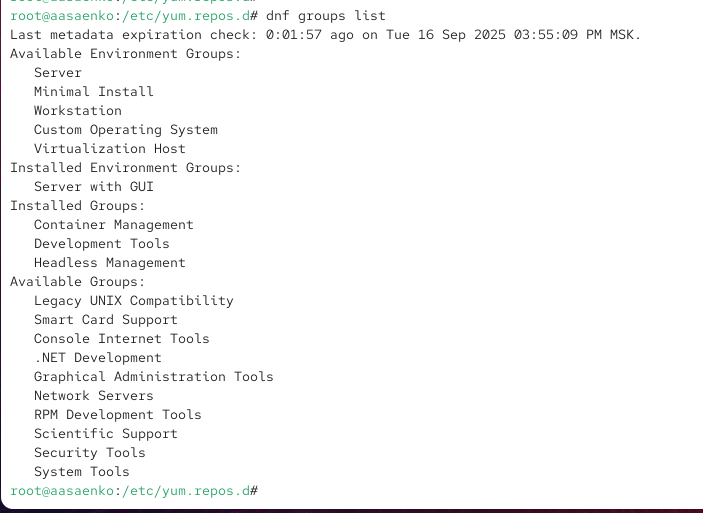 root@aasaenko:/etc/yum.repos.d# dnf groups list
Last metadata expiration check: 0:01:57 ago on Tue 16 Sep 2025 03:55:09 PM MSK.
Available Environment Groups:
   Server
   Minimal Install
   Workstation
   Custom Operating System
   Virtualization Host
Installed Environment Groups:
   Server with GUI
Installed Groups:
   Container Management
   Development Tools
   Headless Management
Available Groups:
   Legacy UNIX Compatibility
   Smart Card Support
   Console Internet Tools
   .NET Development
   Graphical Administration Tools
   Network Servers
   RPM Development Tools
   Scientific Support
   Security Tools
   System Tools
root@aasaenko:/etc/yum.repos.d#